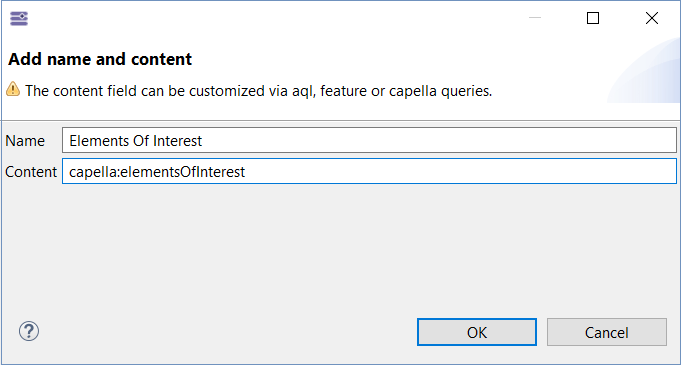 Add name and content
The content field can be customized via aql, feature or capella queries.
Name Elements Of Interest
Content capella:elementsOfInterest
OK Cancel